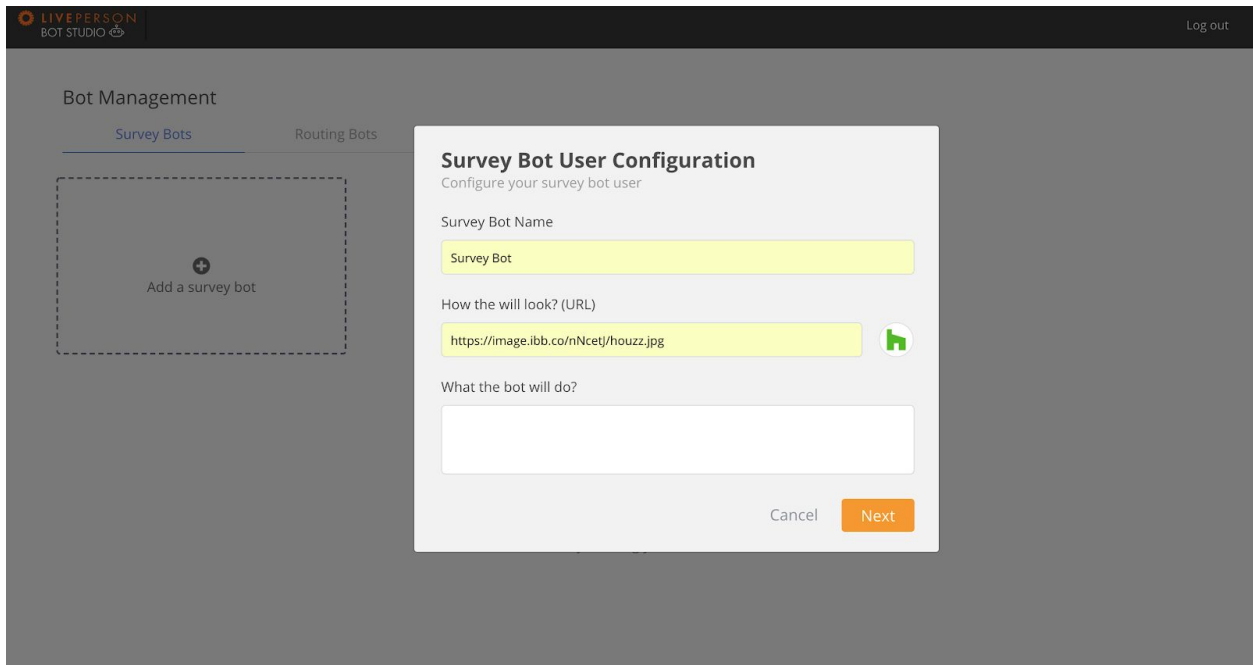 LIVEPERSON
BOT STUDIO
Log out
Bot Management
Survey Bots
Routing Bots
Add a survey bot
Survey Bot User Configuration
Configure your survey bot user
Survey Bot Name
Survey Bot
How the will look? (URL)
https://image.ibb.co/nNcetJ/houzz.jpg
What the bot will do?
Cancel
Next